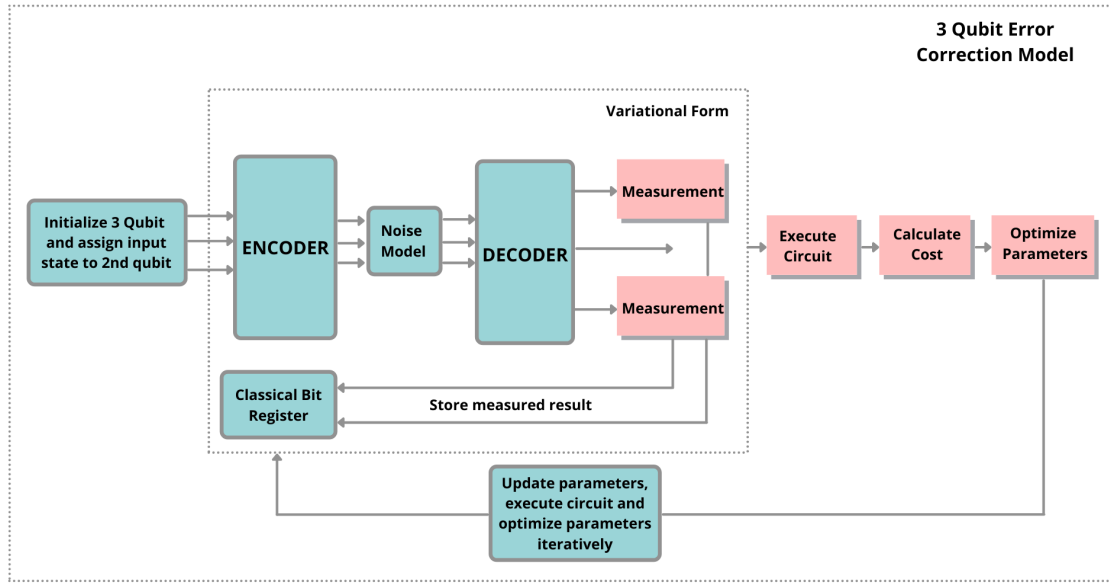 3 Qubit Error
Correction Model
Variational Form
Initialize 3 Qubit
and assign input
state to 2nd qubit
ENCODER
Noise
Model
DECODER
Measurement
Measurement
Execute
Circuit
Calculate
Cost
Optimize
Parameters
Classical Bit
Register
Store measured result
Update parameters,
execute circuit and
optimize parameters
iteratively